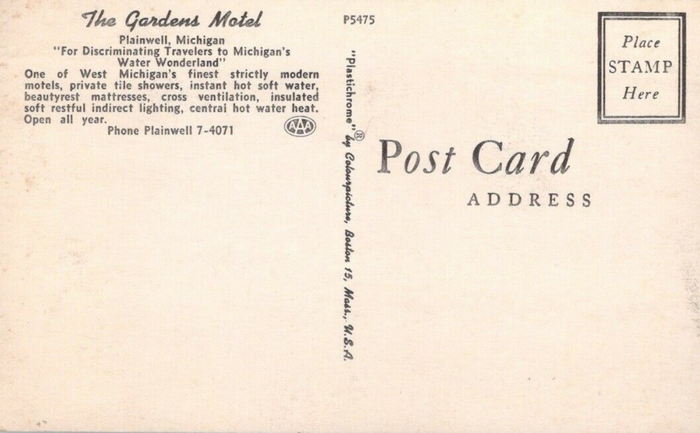 The Gardens Motel
Plainwell, Michigan
"For Discriminating Travelers to Michigan's
Water Wonderland"
One of West Michigan's finest strictly modern
motels, private tile showers, instant hot soft water,
beautyrest mattresses, cross ventilation, insulated
soft restful indirect lighting, central hot water heat.
Open all year.
Phone Plainwell 7-4071
AAA
P5475
"Plastichrome" ® by Colourpicture, Boston 15, Mass., U.S.A.
Place
STAMP
Here
Post Card
ADDRESS